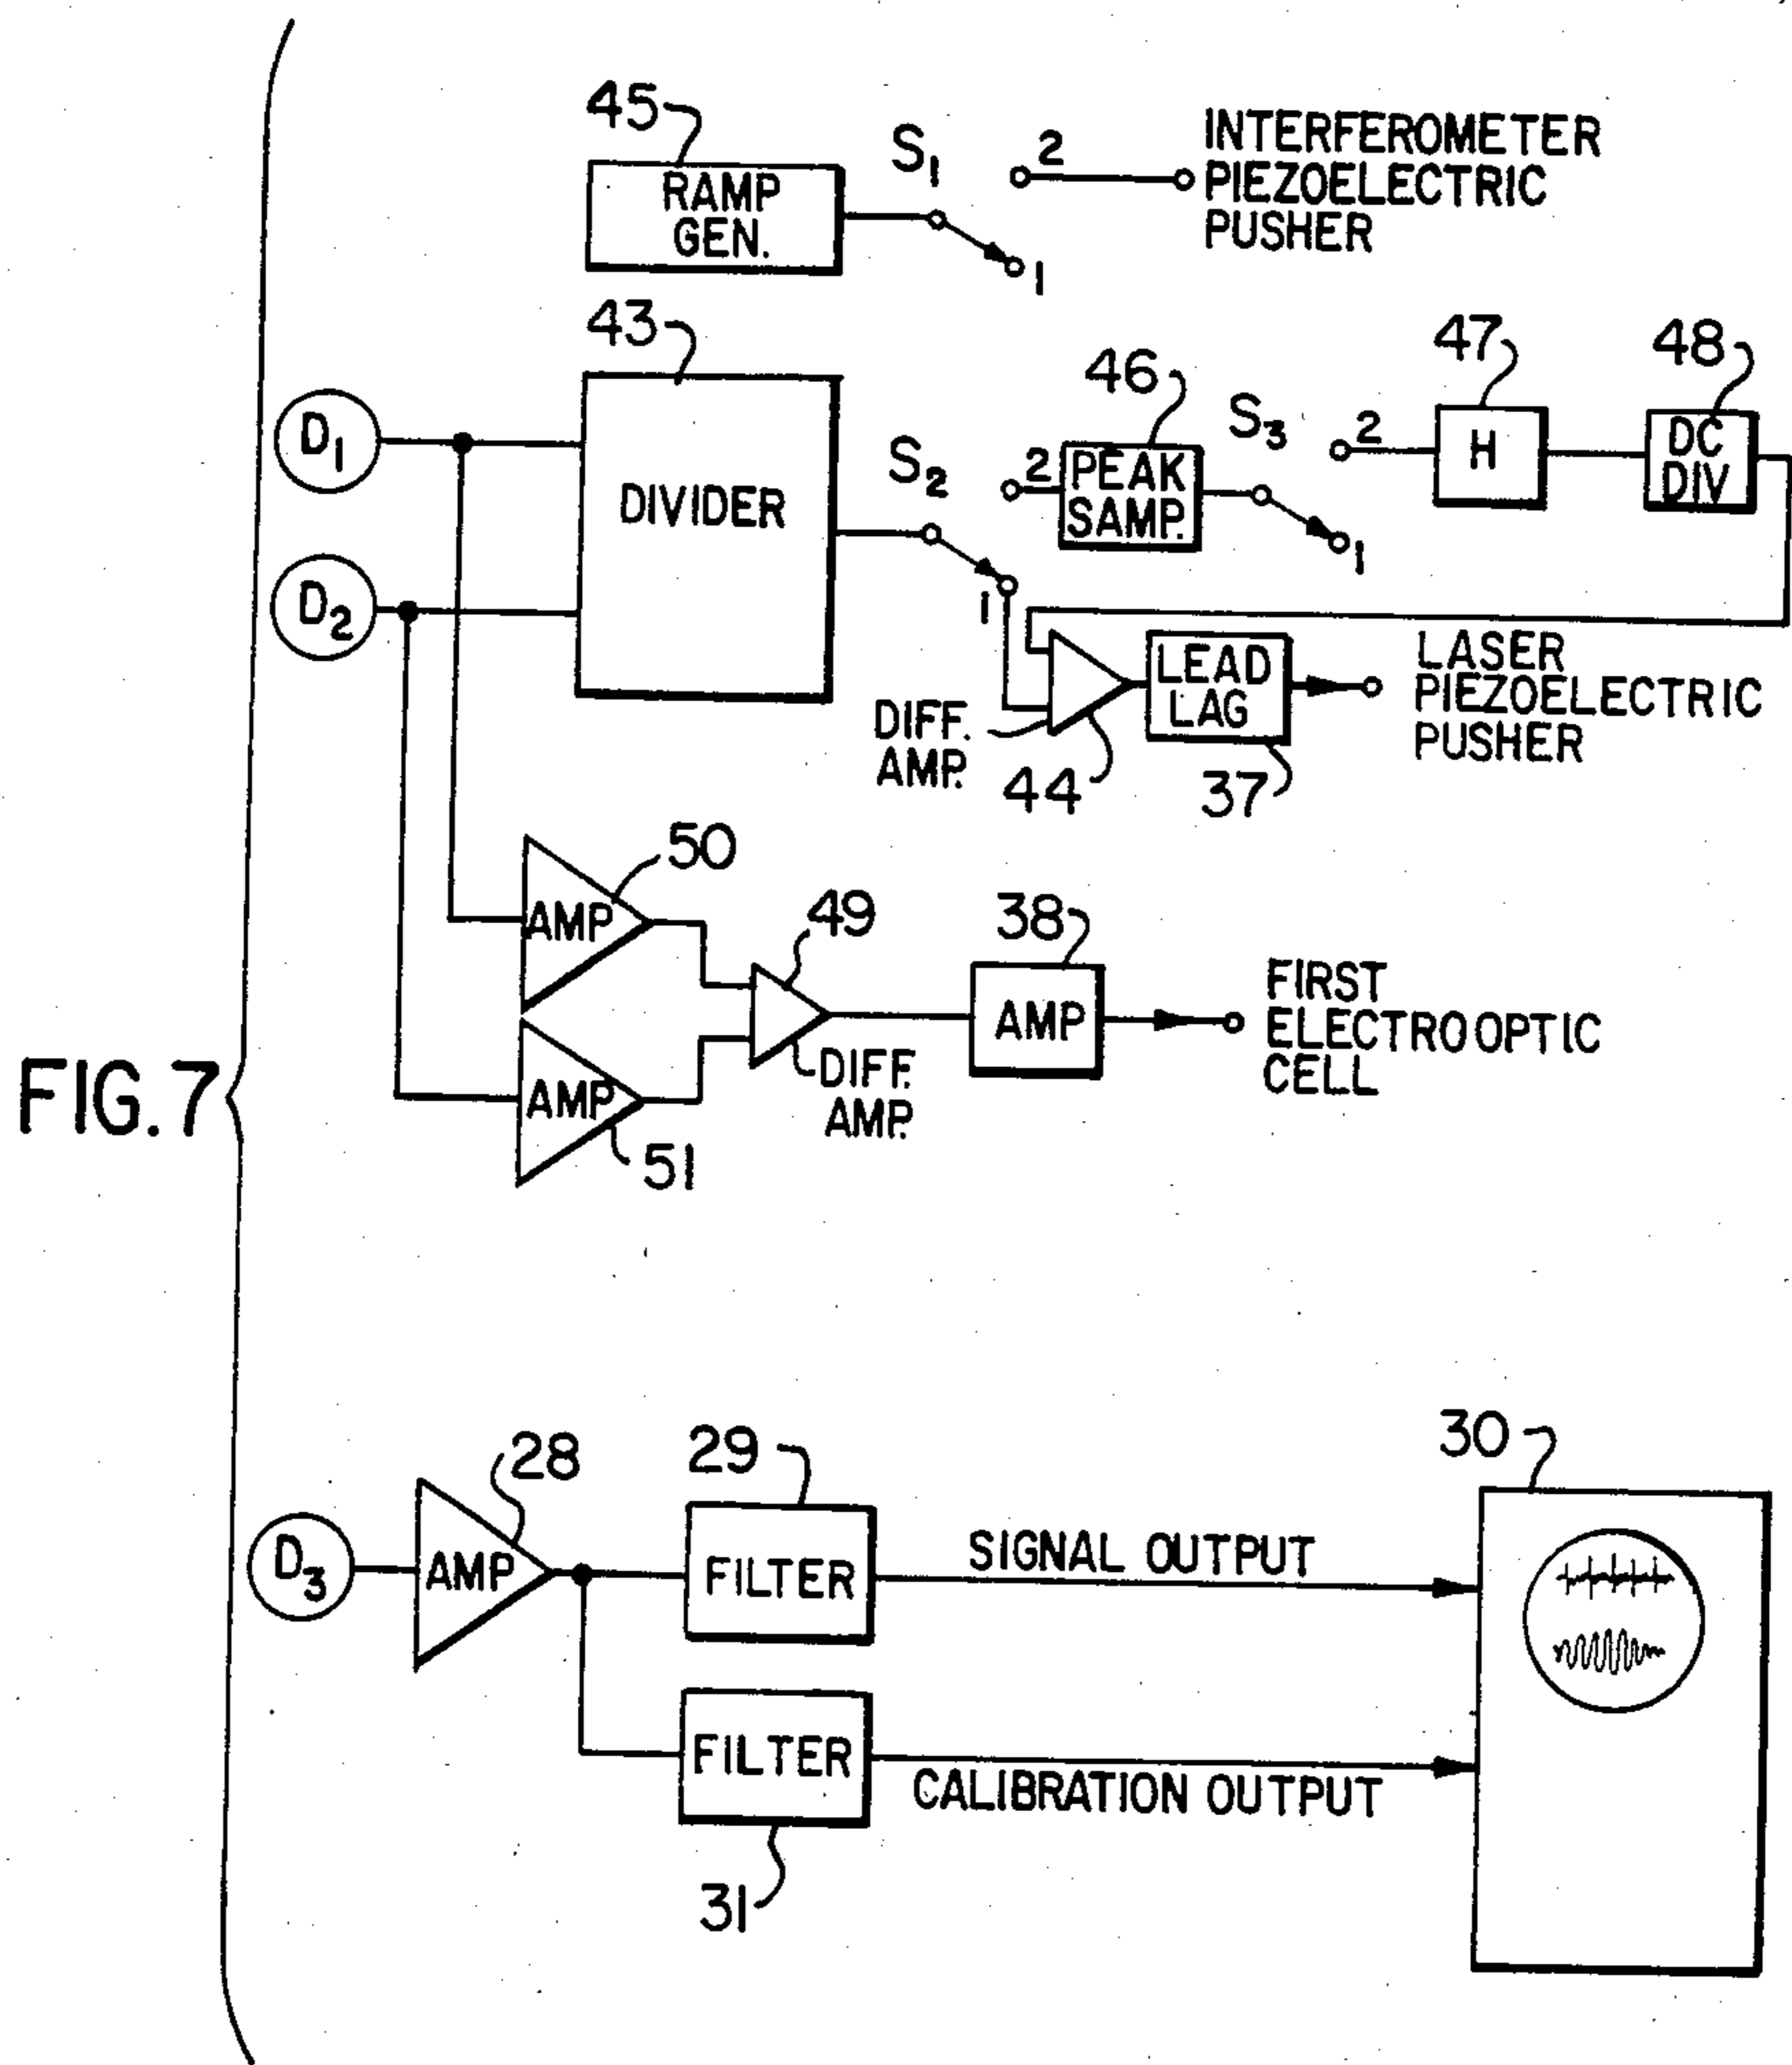 45
RAMP
GEN.
S1
2
1
INTERFEROMETER
PIEZOELECTRIC
PUSHER
43
D1
D2
DIVIDER
S2
2
1
46
PEAK
SAMP.
S3
2
1
47
H
48
DC
DIV
DIFF.
AMP.
44
LEAD
LAG
37
LASER
PIEZOELECTRIC
PUSHER
50
AMP
AMP
51
49
DIFF.
AMP.
38
AMP
FIRST
ELECTROOPTIC
CELL
FIG. 7
D3
28
AMP
29
FILTER
SIGNAL OUTPUT
30
FILTER
31
CALIBRATION OUTPUT